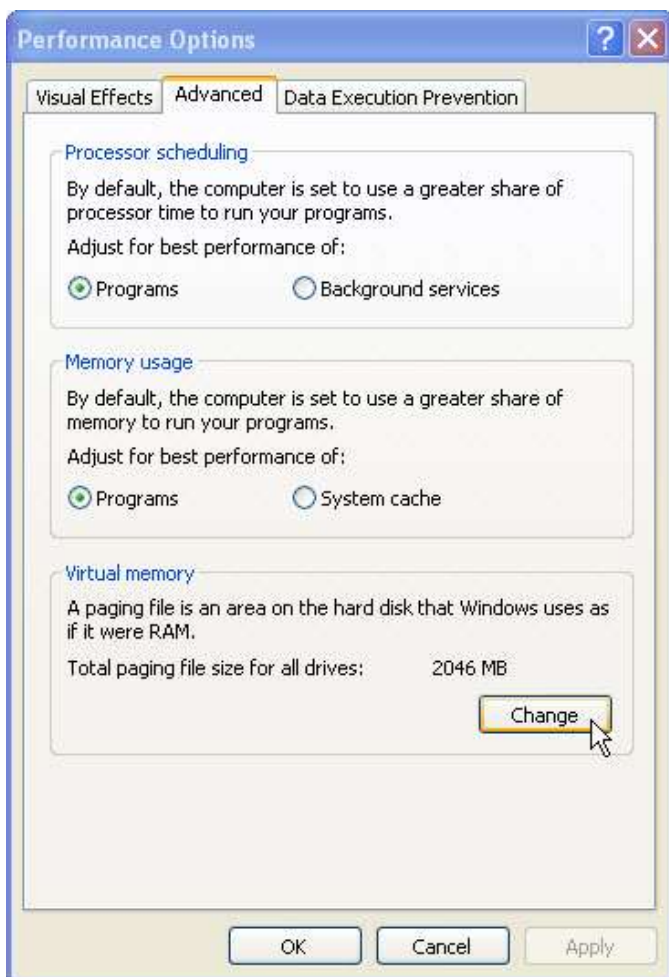 Performance Options
Visual Effects Advanced Data Execution Prevention
Processor scheduling
By default, the computer is set to use a greater share of
processor time to run your programs.
Adjust for best performance of:
Programs Background services
Memory usage
By default, the computer is set to use a greater share of
memory to run your programs.
Adjust for best performance of:
Programs System cache
Virtual memory
A paging file is an area on the hard disk that Windows uses as
if it were RAM.
Total paging file size for all drives: 2046 MB
Change
OK Cancel Apply